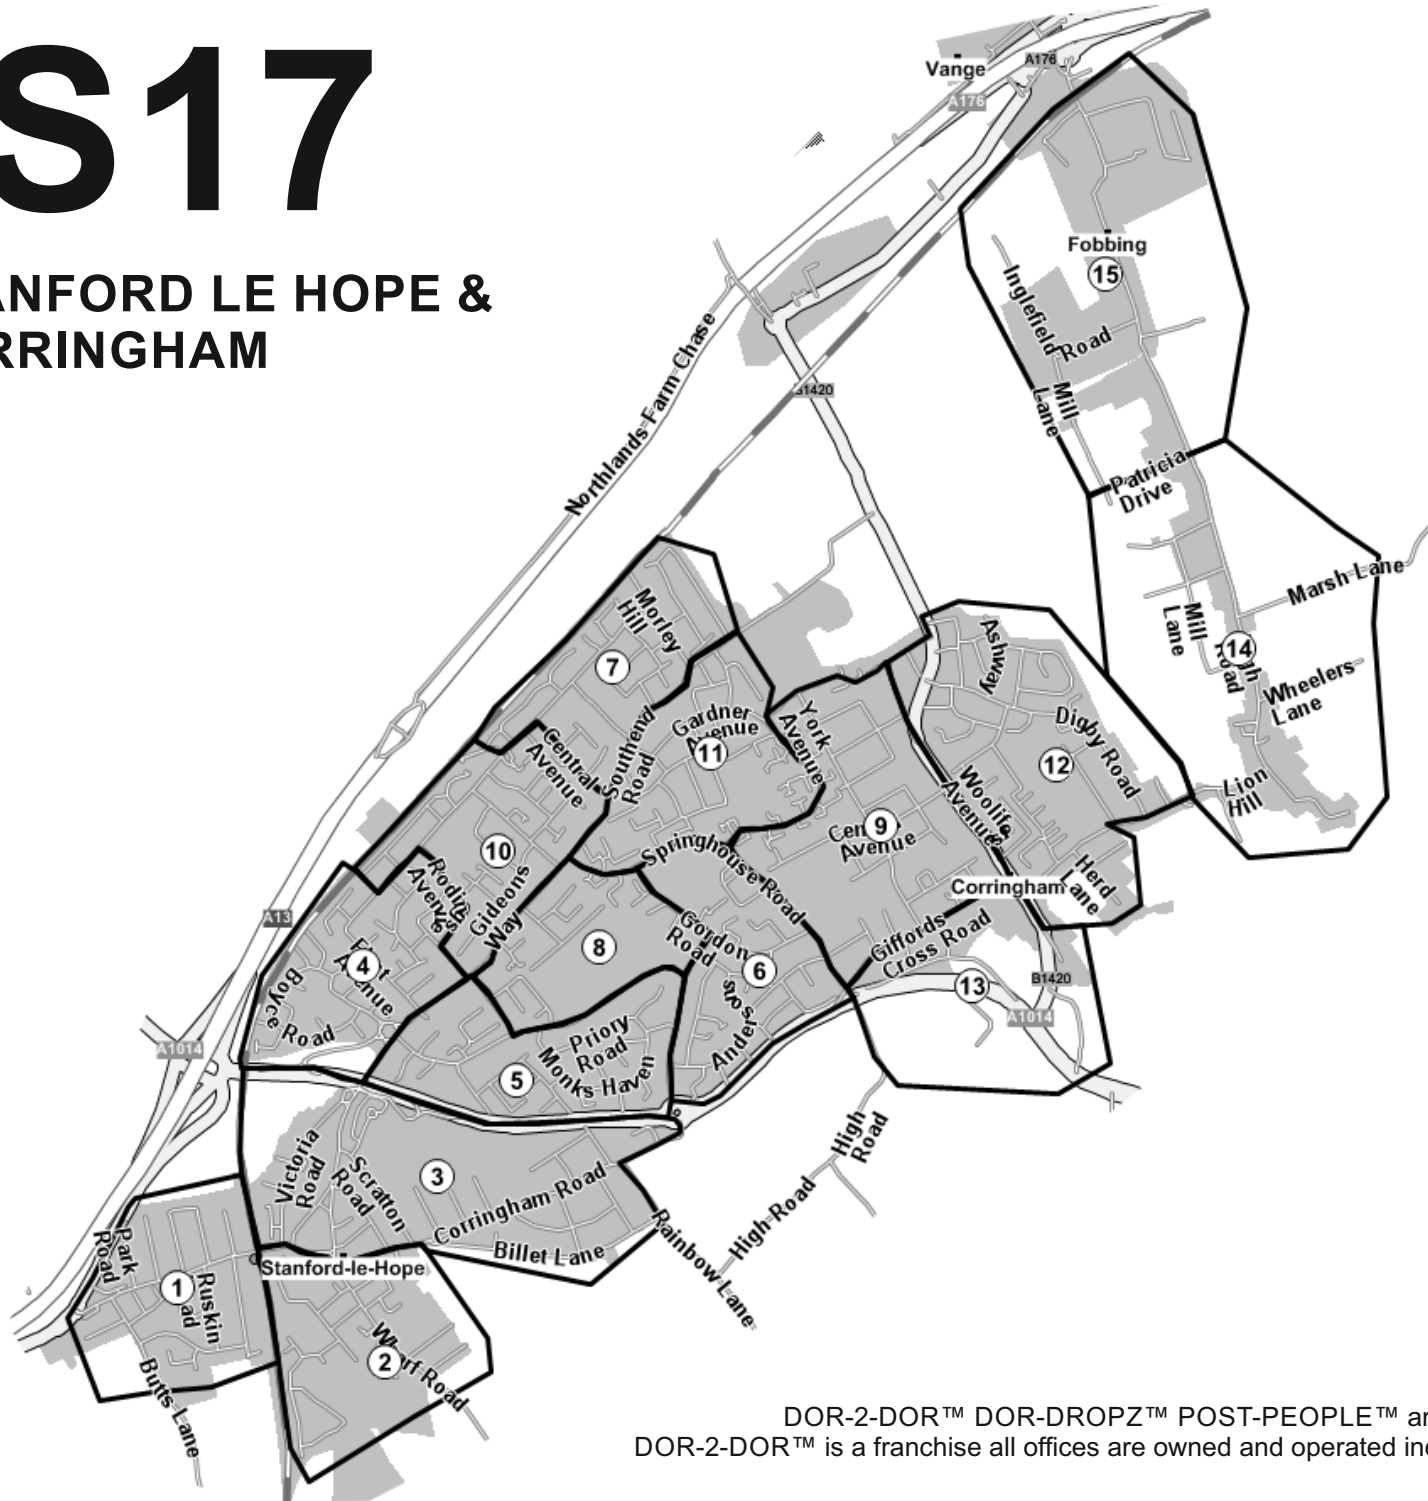 S17
ANFORD LE HOPE &
RRINGHAM
Vange
A176
A176
Fobbing
15
Inglefield
Road
Mill
Lane
Northlands Farm Chase
B1420
Patricia
Drive
Marsh Lane
Mill
Lane
14
Road
Wheelers
Lane
Lion
Hill
Morley
Hill
7
Ashway
Digby Road
12
Gardner
Avenue
11
York
Avenue
Southend
Road
Central
Avenue
Woolifers
Avenue
9
Avenue
10
Springhouse Road
Herd
Lane
Corringham
Roding
Avenue
Gideons
Way
A13
8
Gordon
Road
Giffords
Cross Road
4
6
13
B1420
A1014
Boyce
Road
Andersons
Priory
Road
Monks Haven
5
A1014
High
Road
Victoria
Road
Scratton
Road
3
Corringham Road
Billet Lane
High Road
Rainbow Lane
Park
Road
Stanford-le-Hope
1
Ruskin
2
Wharf Road
Butts Lane
DOR-2-DOR™ DOR-DROPZ™ POST-PEOPLE™ ar
DOR-2-DOR™ is a franchise all offices are owned and operated in